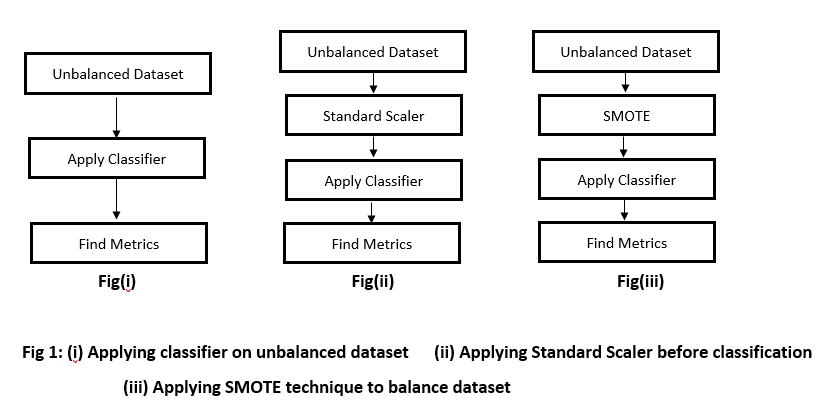 Unbalanced Dataset
Apply Classifier
Find Metrics
Fig(i)
Unbalanced Dataset
Standard Scaler
Apply Classifier
Find Metrics
Fig(ii)
Unbalanced Dataset
SMOTE
Apply Classifier
Find Metrics
Fig(iii)
Fig 1: (i) Applying classifier on unbalanced dataset (ii) Applying Standard Scaler before classification
(iii) Applying SMOTE technique to balance dataset